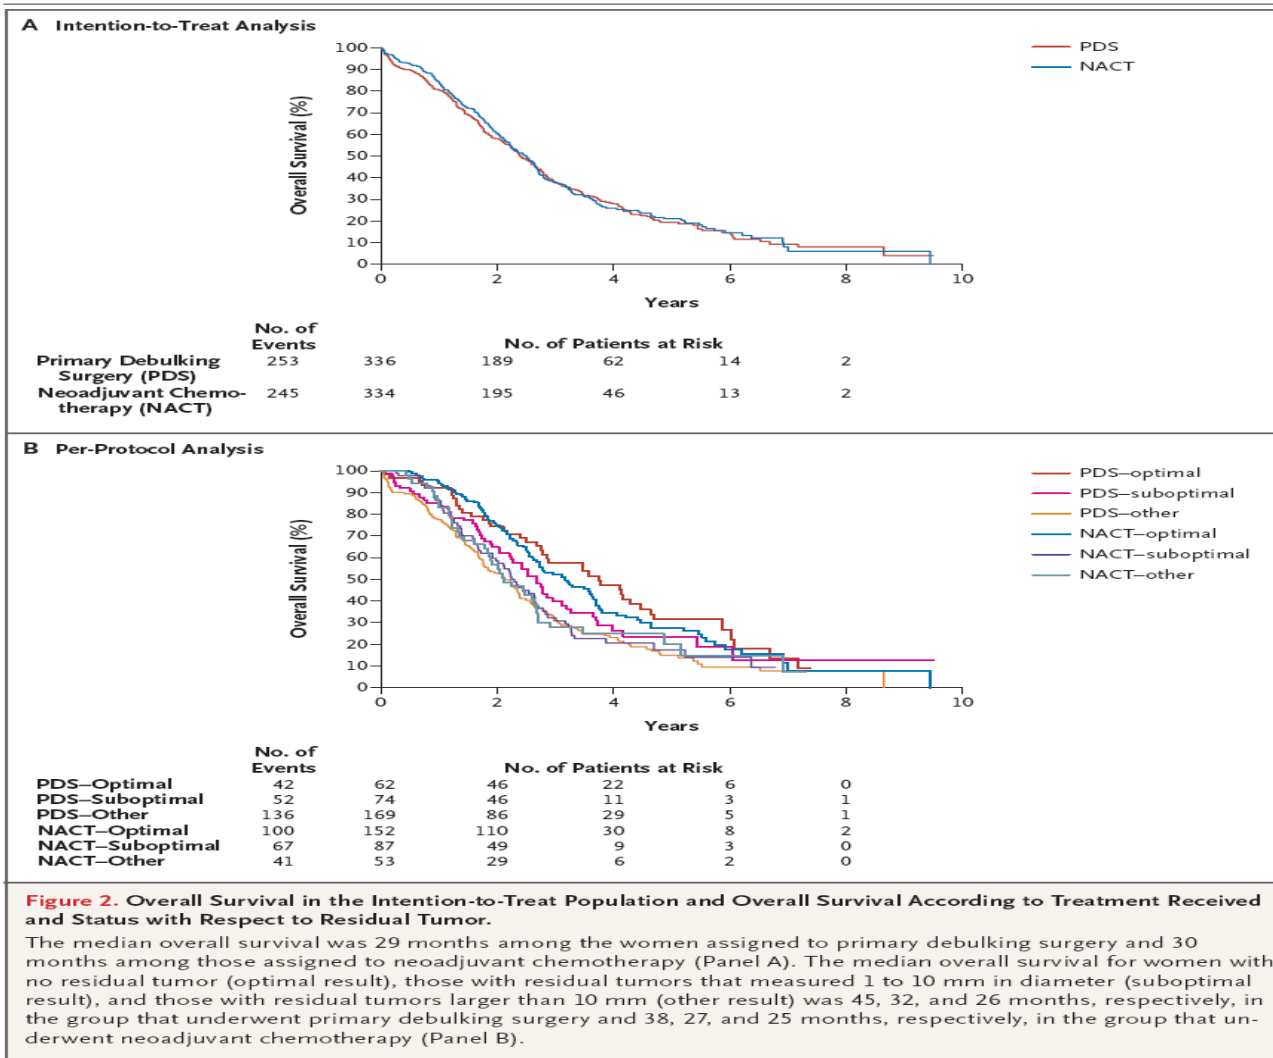 A Intention-to-Treat Analysis
PDS
NACT
Overall Survival (%)
100
90
80
70
60
50
40
30
20
10
0
0 2 4 6 8 10
Years
No. of Events No. of Patients at Risk
Primary Debulking Surgery (PDS) 253 336 189 62 14 2
Neoadjuvant Chemo-
therapy (NACT) 245 334 195 46 13 2
B Per-Protocol Analysis
PDS–optimal
PDS–suboptimal
PDS–other
NACT–optimal
NACT–suboptimal
NACT–other
Overall Survival (%)
100
90
80
70
60
50
40
30
20
10
0
0 2 4 6 8 10
Years
No. of Events No. of Patients at Risk
PDS–Optimal 42 62 46 22 6 0
PDS–Suboptimal 52 74 46 11 3 1
PDS–Other 136 169 86 29 5 1
NACT–Optimal 100 152 110 30 8 2
NACT–Suboptimal 67 87 49 9 3 0
NACT–Other 41 53 29 6 2 0
Figure 2. Overall Survival in the Intention-to-Treat Population and Overall Survival According to Treatment Received
and Status with Respect to Residual Tumor.
The median overall survival was 29 months among the women assigned to primary debulking surgery and 30
months among those assigned to neoadjuvant chemotherapy (Panel A). The median overall survival for women with
no residual tumor (optimal result), those with residual tumors that measured 1 to 10 mm in diameter (suboptimal
result), and those with residual tumors larger than 10 mm (other result) was 45, 32, and 26 months, respectively, in
the group that underwent primary debulking surgery and 38, 27, and 25 months, respectively, in the group that un-
derwent neoadjuvant chemotherapy (Panel B).